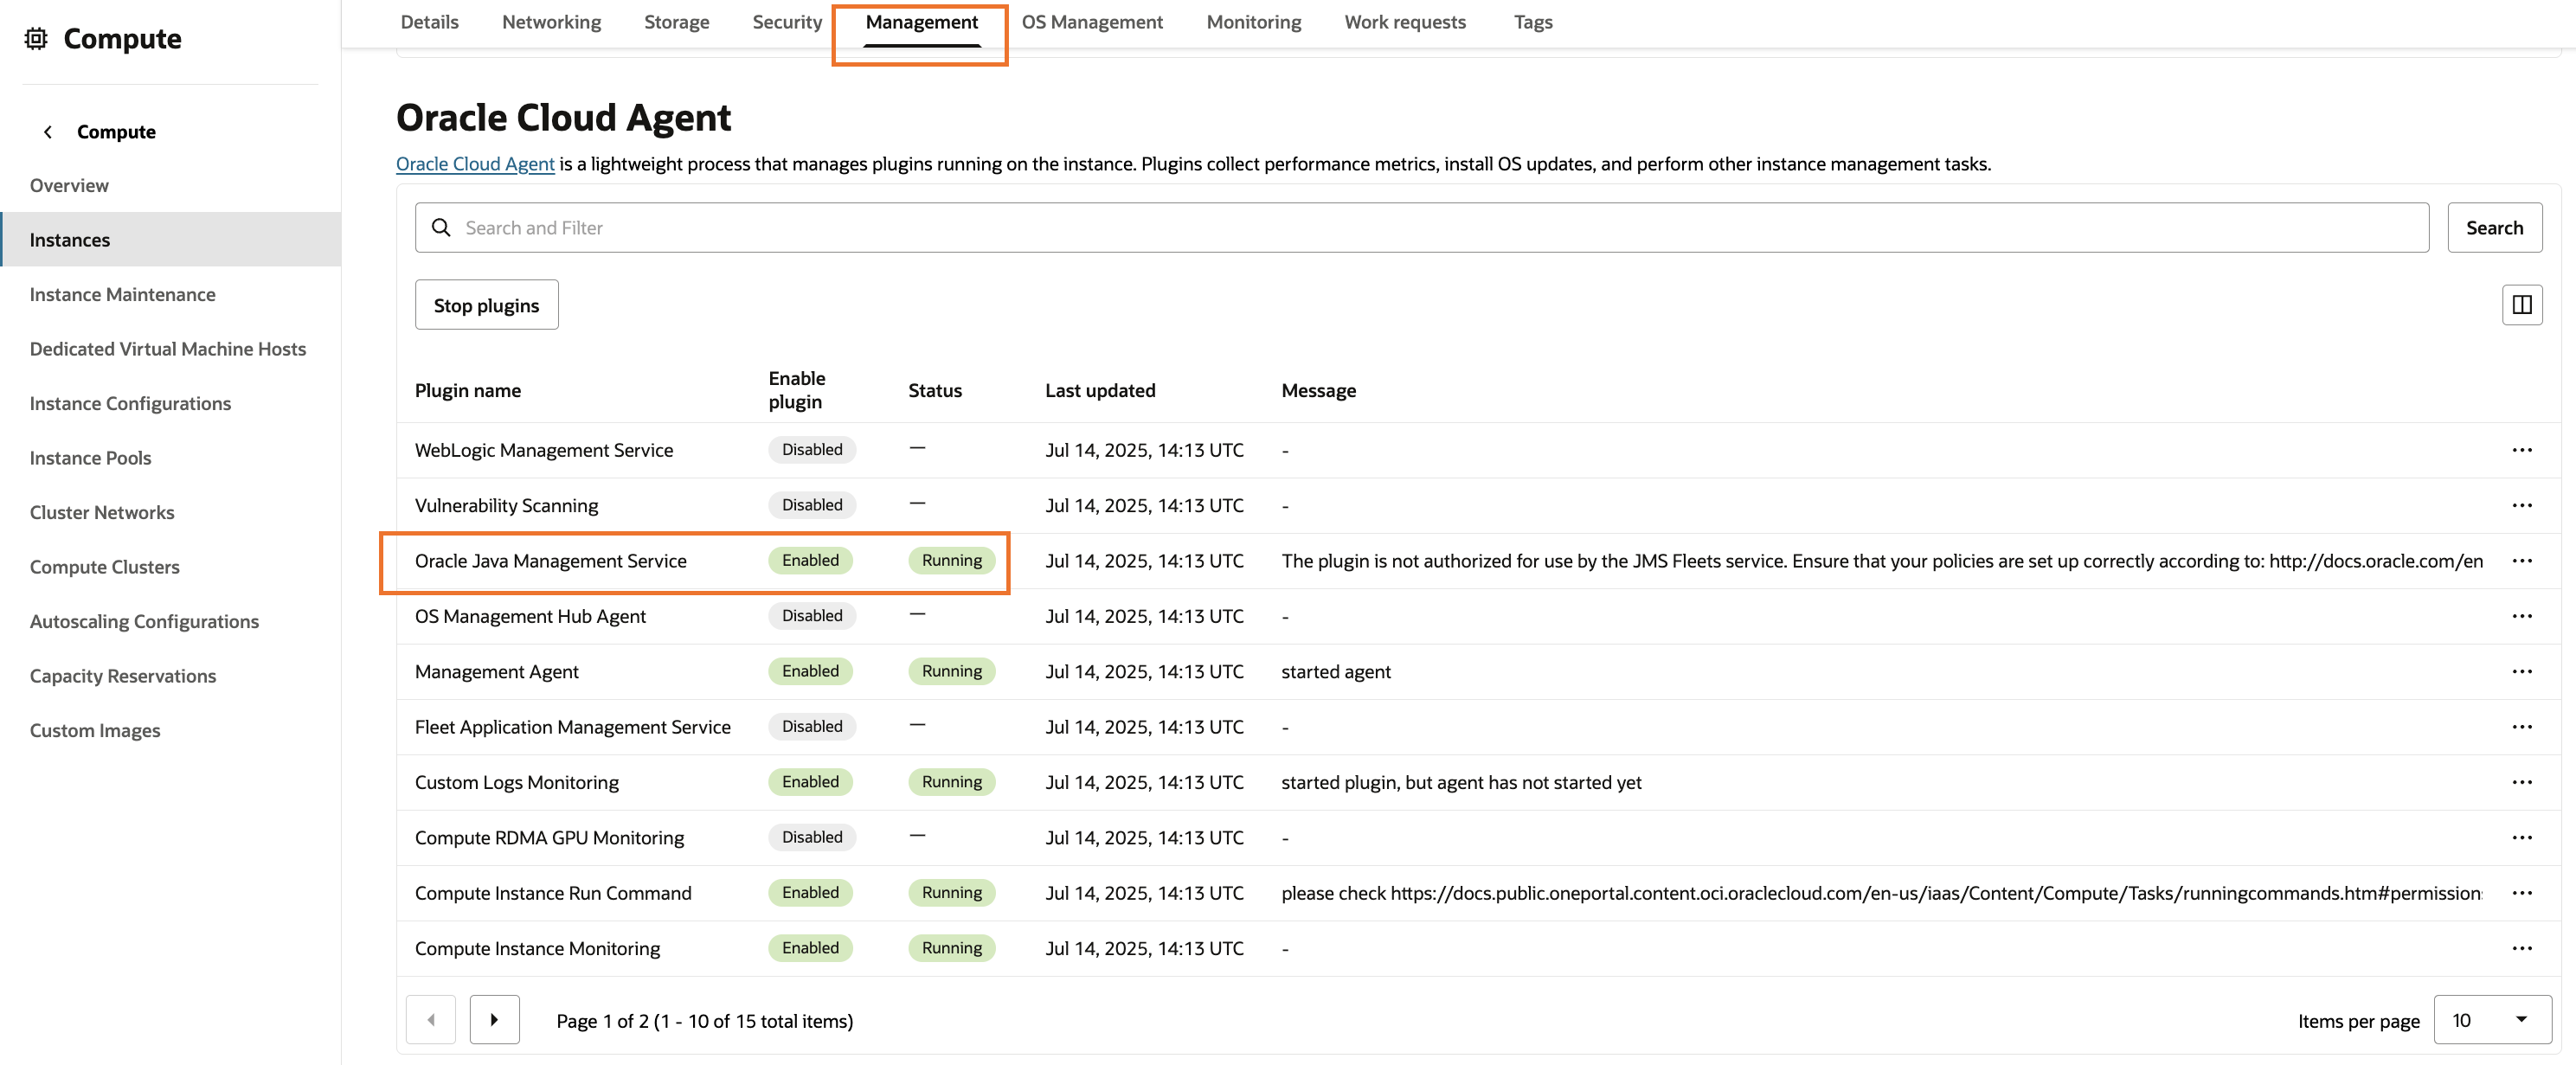 Compute
Details Networking Storage Security Management OS Management Monitoring Work requests Tags
Compute
Overview
Instances
Instance Maintenance
Dedicated Virtual Machine Hosts
Instance Configurations
Instance Pools
Cluster Networks
Compute Clusters
Autoscaling Configurations
Capacity Reservations
Custom Images
Oracle Cloud Agent
Oracle Cloud Agent is a lightweight process that manages plugins running on the instance. Plugins collect performance metrics, install OS updates, and perform other instance management tasks.
Search and Filter Search
Stop plugins
Plugin name Enable plugin Status Last updated Message
WebLogic Management Service Disabled — Jul 14, 2025, 14:13 UTC - ...
Vulnerability Scanning Disabled — Jul 14, 2025, 14:13 UTC - ...
Oracle Java Management Service Enabled Running Jul 14, 2025, 14:13 UTC The plugin is not authorized for use by the JMS Fleets service. Ensure that your policies are set up correctly according to: http://docs.oracle.com/en ...
OS Management Hub Agent Disabled — Jul 14, 2025, 14:13 UTC - ...
Management Agent Enabled Running Jul 14, 2025, 14:13 UTC started agent ...
Fleet Application Management Service Disabled — Jul 14, 2025, 14:13 UTC - ...
Custom Logs Monitoring Enabled Running Jul 14, 2025, 14:13 UTC started plugin, but agent has not started yet ...
Compute RDMA GPU Monitoring Disabled — Jul 14, 2025, 14:13 UTC - ...
Compute Instance Run Command Enabled Running Jul 14, 2025, 14:13 UTC please check https://docs.public.oneportal.content.oci.oraclecloud.com/en-us/iaas/Content/Compute/Tasks/runningcommands.htm#permission ...
Compute Instance Monitoring Enabled Running Jul 14, 2025, 14:13 UTC - ...
Page 1 of 2 (1 - 10 of 15 total items) Items per page 10